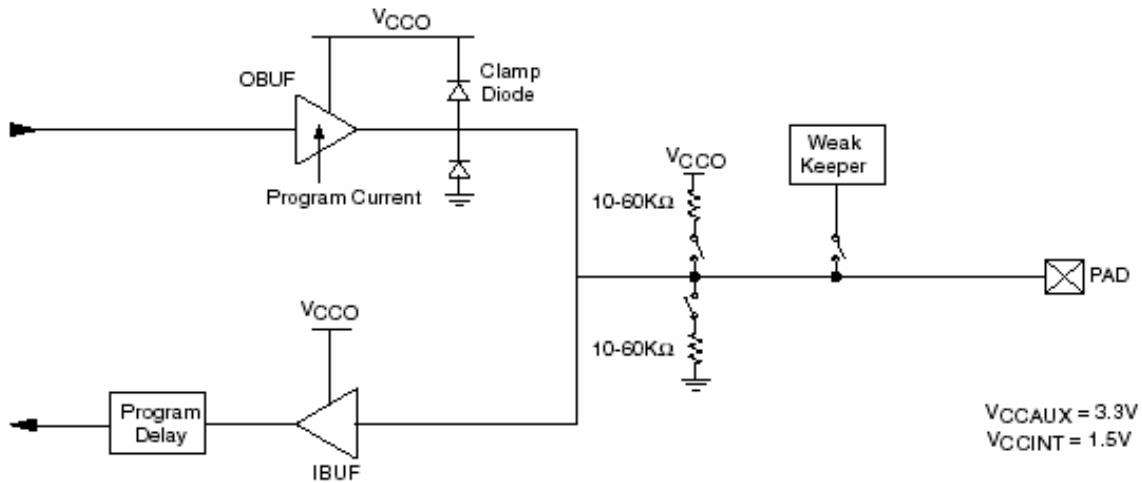 VCCO
OBUF
Clamp
Diode
Program Current
VCCO
10-60KΩ
Weak
Keeper
PAD
VCCO
10-60KΩ
Program
Delay
IBUF
VCCAUX = 3.3V
VCCINT = 1.5V